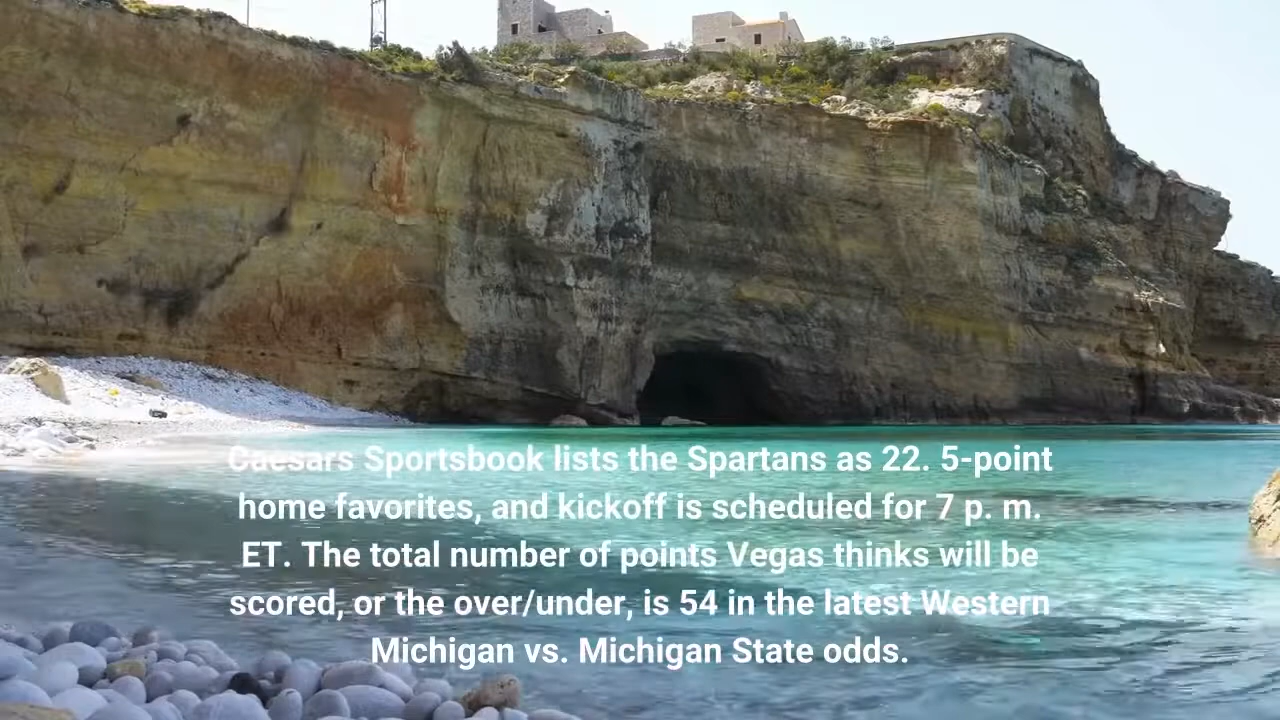 Caesars Sportsbook lists the Spartans as 22. 5-point
home favorites, and kickoff is scheduled for 7 p. m.
ET. The total number of points Vegas thinks will be
scored, or the over/under, is 54 in the latest Western
Michigan vs. Michigan State odds.